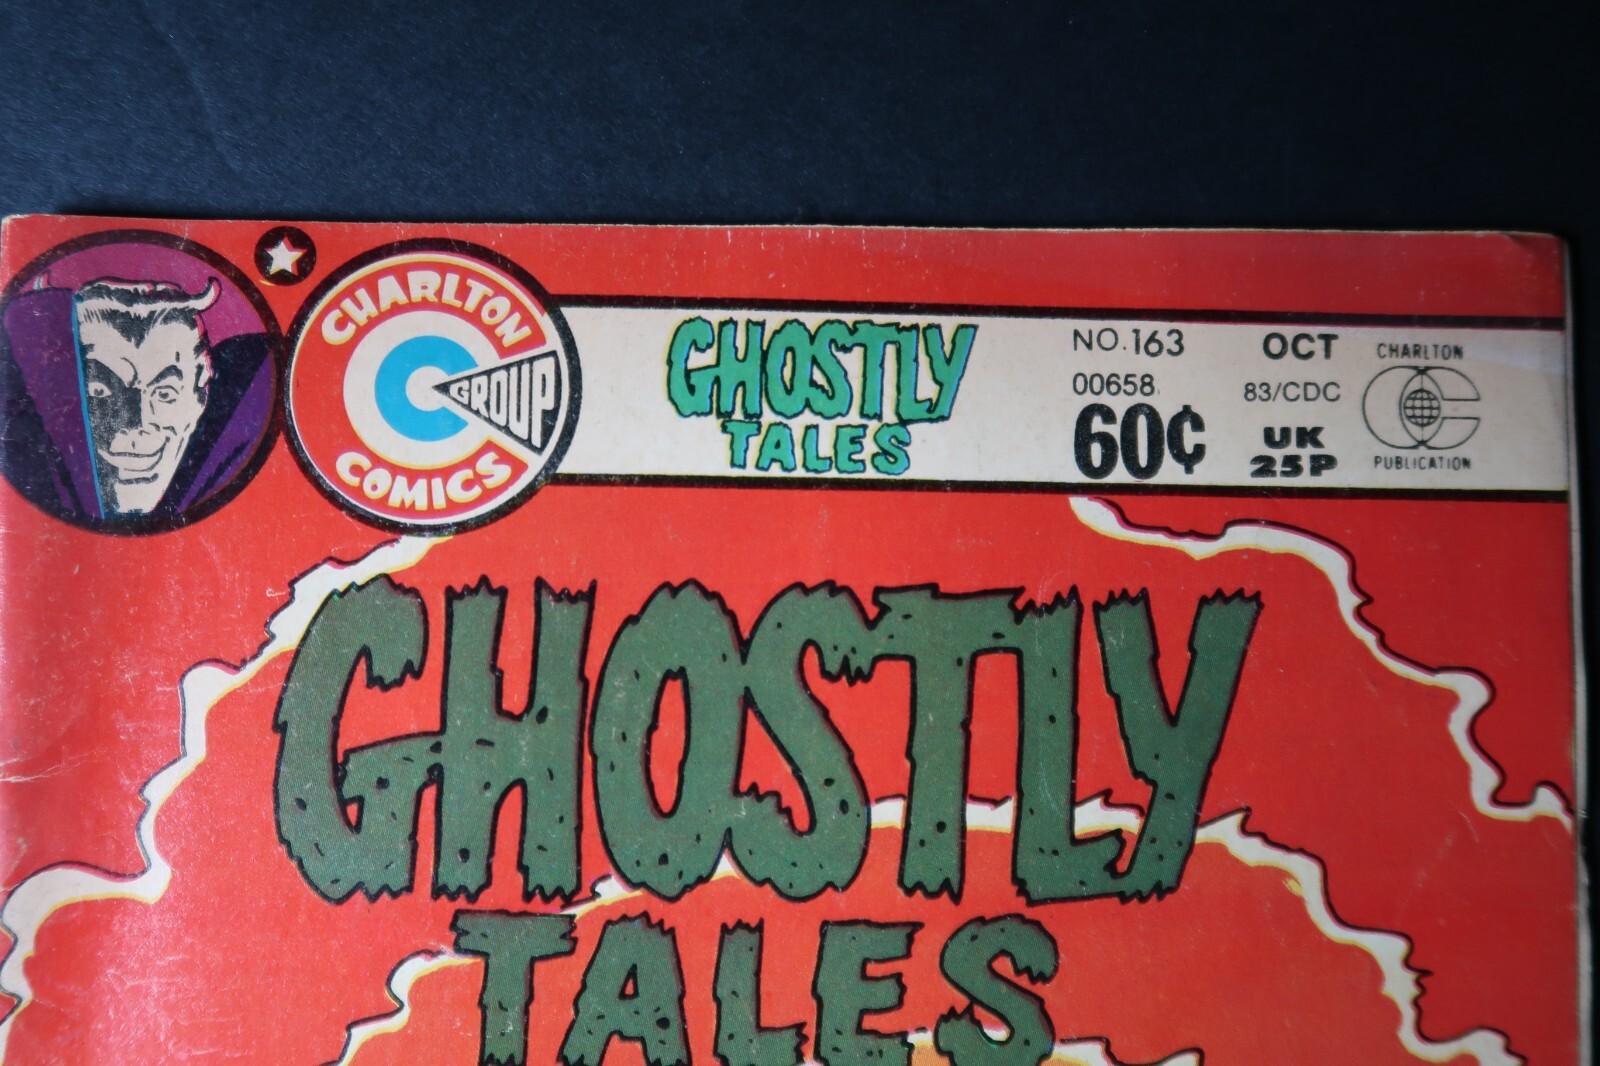 CHARLTON
COMICS
GROUP
GHOSTLY
TALES
NO.163
00658
60¢
OCT
83/CDC
UK
25P
CHARLTON
PUBLICATION
GHOSTLY
TALES